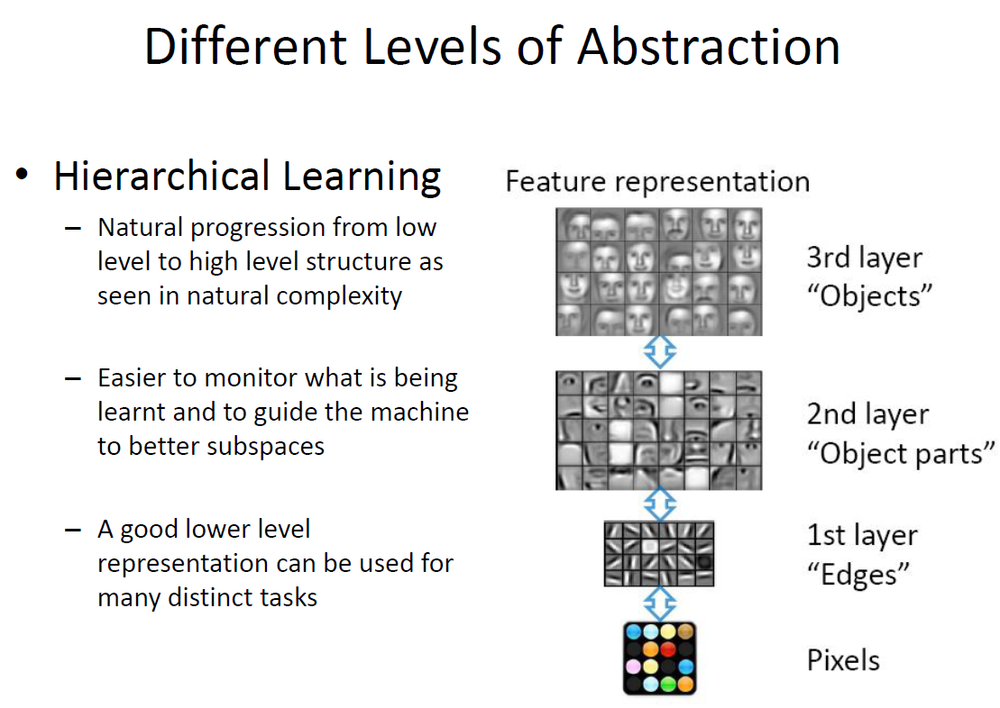 Different Levels of Abstraction
• Hierarchical Learning
– Natural progression from low
level to high level structure as
seen in natural complexity
– Easier to monitor what is being
learnt and to guide the machine
to better subspaces
– A good lower level
representation can be used for
many distinct tasks
Feature representation
3rd layer
“Objects”
2nd layer
“Object parts”
1st layer
“Edges”
Pixels